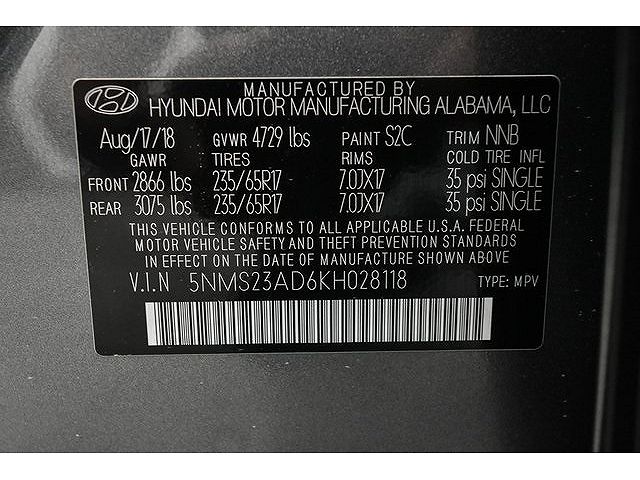 MANUFACTURED BY
HYUNDAI MOTOR MANUFACTURING ALABAMA, LLC
Aug/17/18 GVWR 4729 lbs PAINT S2C TRIM NNB
GAWR TIRES RIMS COLD TIRE INFL
FRONT 2866 lbs 235/65R17 7.0JX17 35 psi SINGLE
REAR 3075 lbs 235/65R17 7.0JX17 35 psi SINGLE
THIS VEHICLE CONFORMS TO ALL APPLICABLE U.S.A. FEDERAL
MOTOR VEHICLE SAFETY AND THEFT PREVENTION STANDARDS
IN EFFECT ON THE DATE OF MANUFACTURE SHOWN ABOVE
V.I.N 5NMS23AD6KH028118 TYPE: MPV